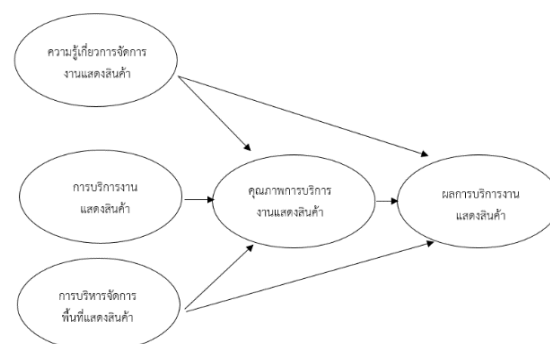 ความรู้เกี่ยวการจัดการ
งานแสดงสินค้า
การบริการงาน
แสดงสินค้า
คุณภาพการบริการ
งานแสดงสินค้า
ผลการบริการงาน
แสดงสินค้า
การบริหารจัดการ
พื้นที่แสดงสินค้า